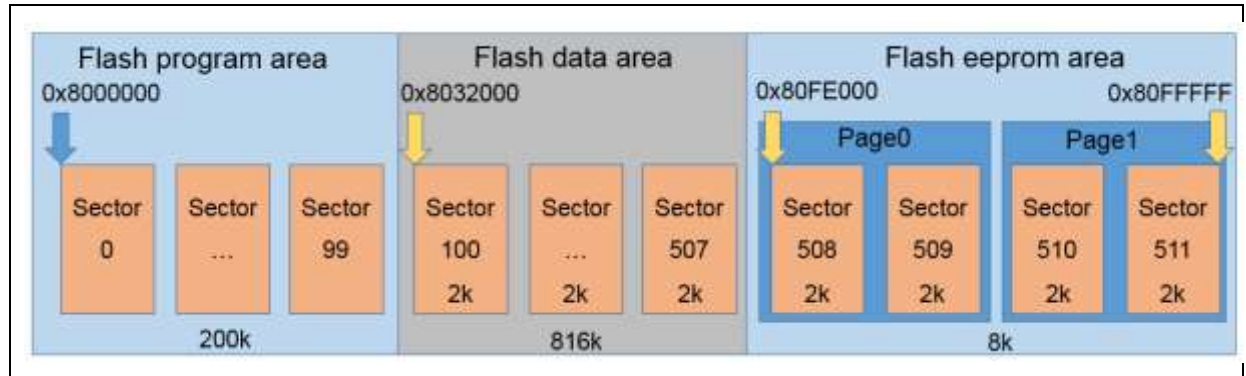 Flash program area
0x8000000
Sector
0
Sector
...
Sector
99
200k
Flash data area
0x8032000
Sector
100
2k
Sector
...
2k
Sector
507
2k
816k
Flash eeprom area
0x80FE000
0x80FFFFF
Page0
Sector
508
2k
Sector
509
2k
Page1
Sector
510
2k
Sector
511
2k
8k